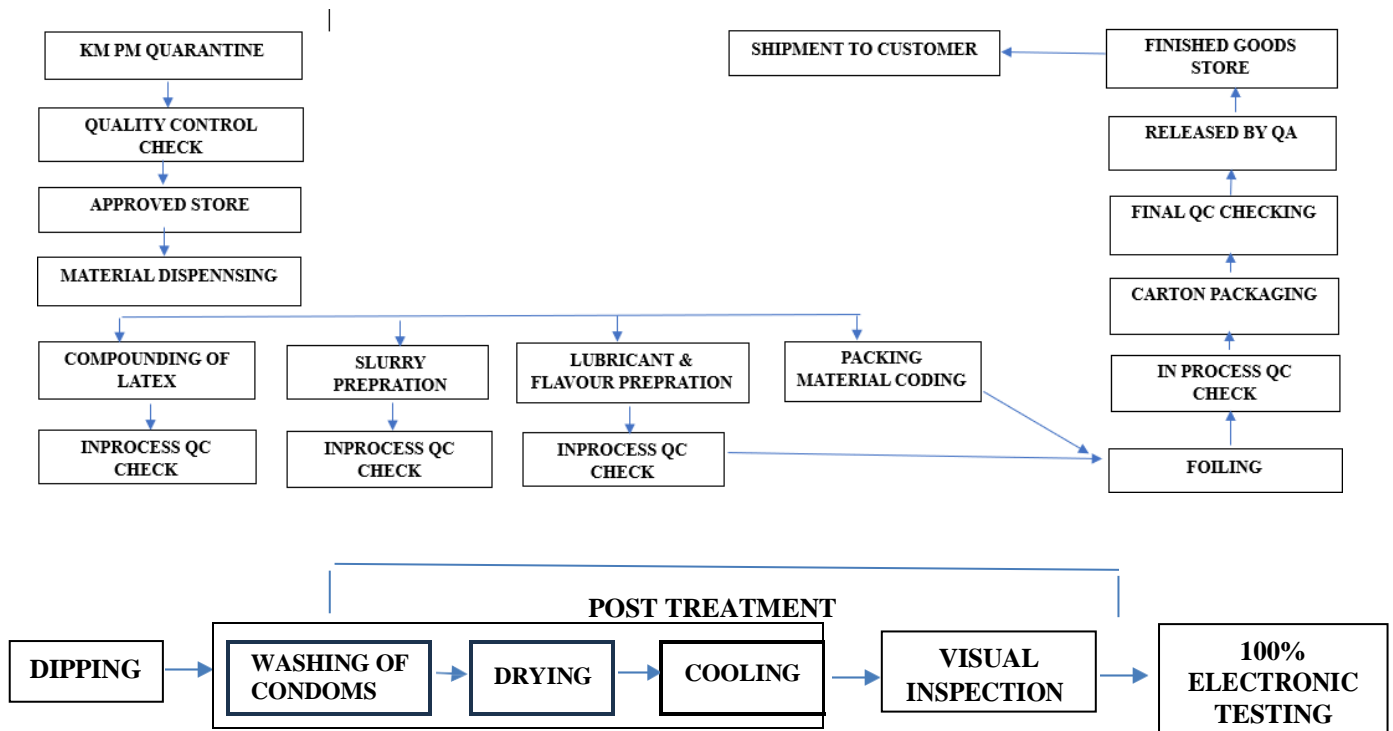 KM PM QUARANTINE
QUALITY CONTROL
CHECK
APPROVED STORE
MATERIAL DISPENNSING
SHIPMENT TO CUSTOMER
FINISHED GOODS
STORE
RELEASED BY QA
FINAL QC CHECKING
CARTON PACKAGING
IN PROCESS QC
CHECK
FOILING
COMPOUNDING OF
LATEX
SLURRY
PREPRATION
LUBRICANT &
FLAVOUR PREPRATION
PACKING
MATERIAL CODING
INPROCESS QC
CHECK
INPROCESS QC
CHECK
INPROCESS QC
CHECK
POST TREATMENT
DIPPING
WASHING OF
CONDOMS
DRYING
COOLING
VISUAL
INSPECTION
100%
ELECTRONIC
TESTING